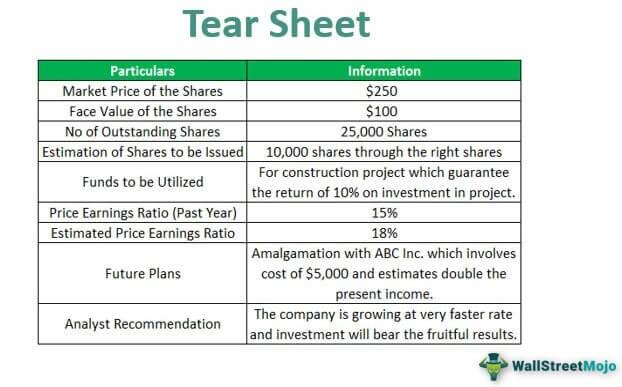 Tear Sheet
Particulars Information
Market Price of the Shares $250
Face Value of the Shares $100
No of Outstanding Shares 25,000 Shares
Estimation of Shares to be Issued 10,000 shares through the right shares
Funds to be Utilized
For construction project which guarantee
the return of 10% on investment in project.
Price Earnings Ratio (Past Year) 15%
Estimated Price Earnings Ratio 18%
Future Plans
Amalgamation with ABC Inc. which involves
cost of $5,000 and estimates double the
present income.
Analyst Recommendation
The company is growing at very faster rate
and investment will bear the fruitful results.
WallStreetMojo